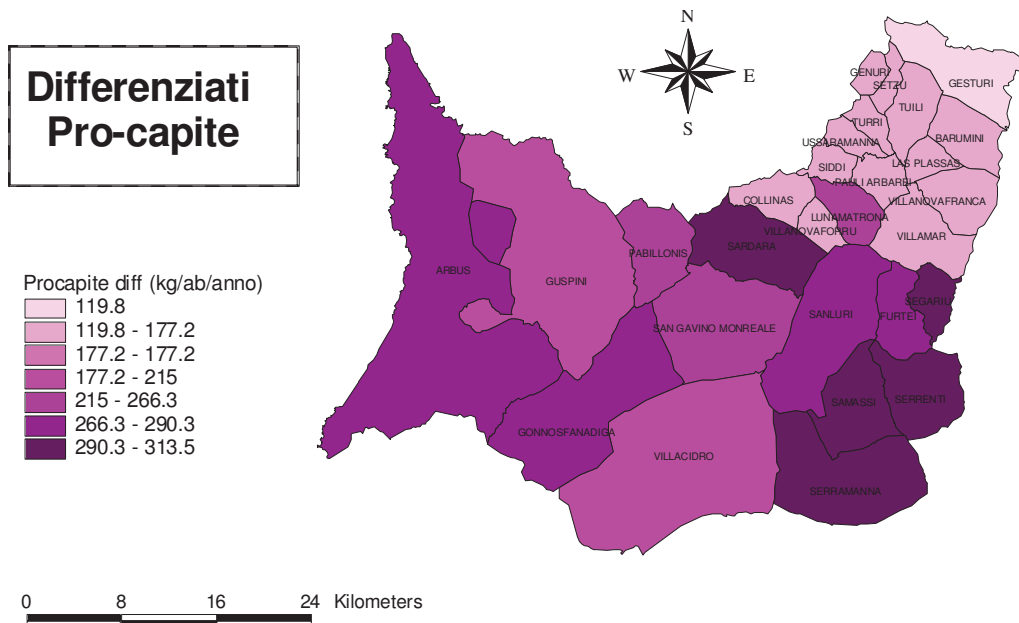 Differenziati
Pro-capite
N
W
E
S
Procapite diff (kg/ab/anno)
119.8
119.8 - 177.2
177.2 - 177.2
177.2 - 215
215 - 266.3
266.3 - 290.3
290.3 - 313.5
GENURI
SETZU
GESTURI
TUILI
TURRI
BARUMINI
USSARAMANNA
LAS PLASSAS
SIDDI
PAULI ARBAREI
COLLINAS
VILLANOVAFRANCA
LUNAMATRONA
VILLANOVAFORRU
VILLAMAR
SARDARA
PABILLONIS
ARBUS
GUSPINI
SEGARIU
SANLURI
FURTEI
SAN GAVINO MONREALE
SAMASSI
SERRENTI
GONNOSFANADIGA
VILLACIDRO
SERRAMANNA
0 8 16 24 Kilometers